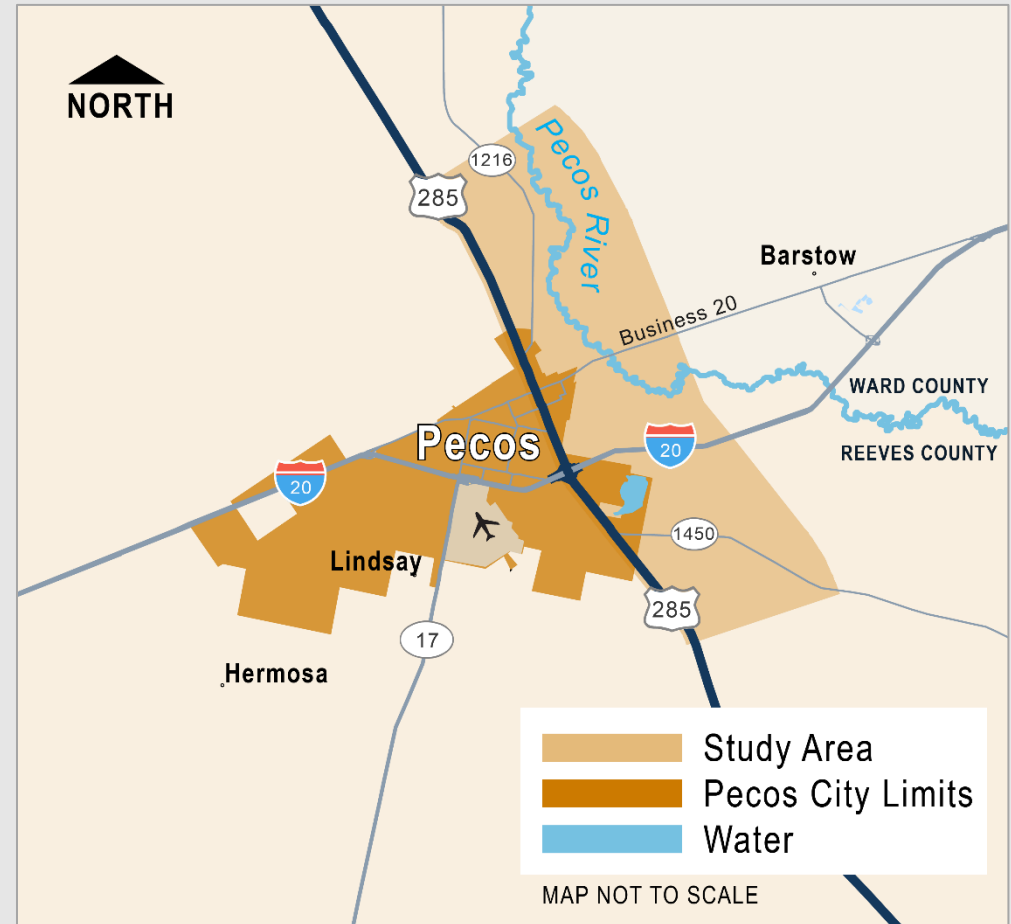 NORTH
1216
285
Pecos River
Barstow
Business 20
WARD COUNTY
REEVES COUNTY
Pecos
20
20
1450
Lindsay
285
17
Hermosa
Study Area
Pecos City Limits
Water
MAP NOT TO SCALE